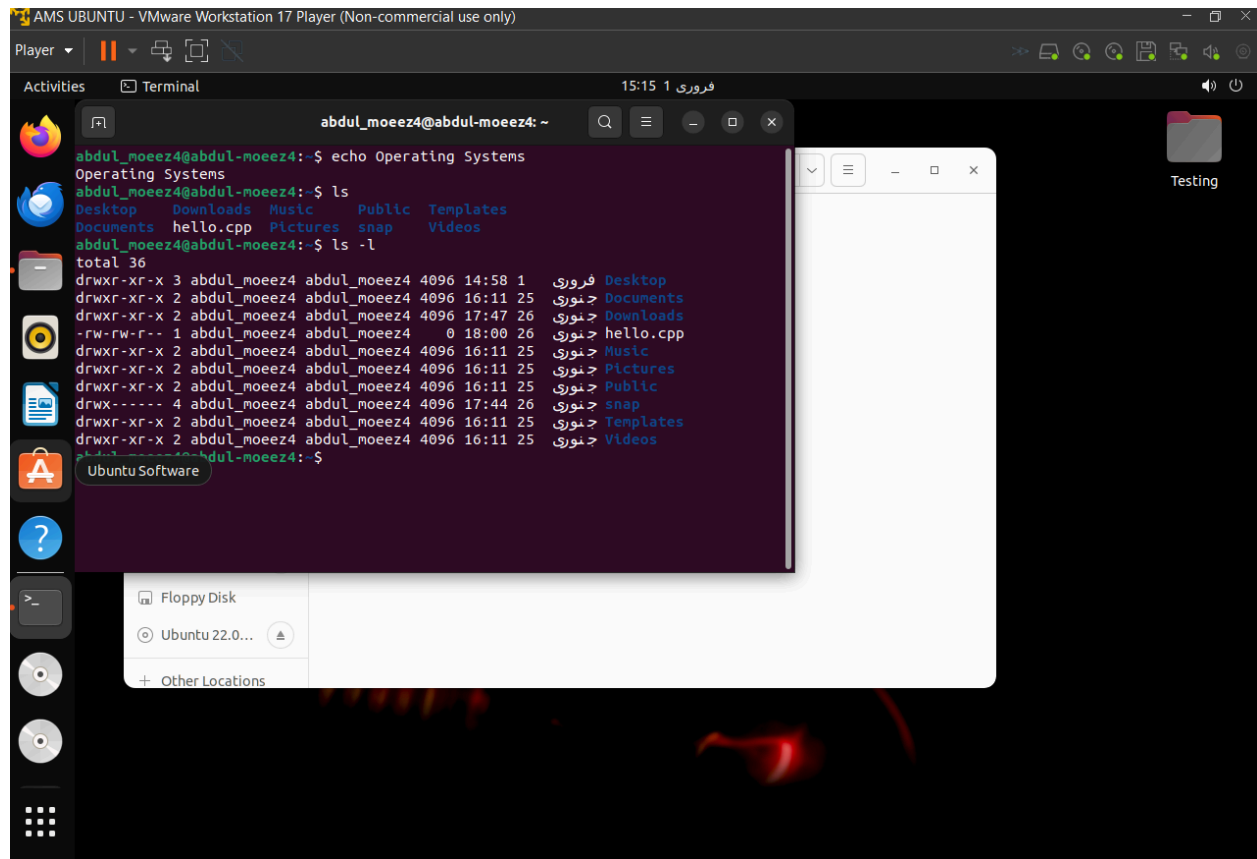 AMS UBUNTU - VMware Workstation 17 Player (Non-commercial use only)
Player
Activities Terminal فروری 1 15:15
abdul_moeez4@abdul-moeez4: ~
abdul_moeez4@abdul-moeez4:~$ echo Operating Systems
Operating Systems
abdul_moeez4@abdul-moeez4:~$ ls
Desktop Downloads Music Public Templates
Documents hello.cpp Pictures snap Videos
abdul_moeez4@abdul-moeez4:~$ ls -l
total 36
drwxr-xr-x 3 abdul_moeez4 abdul_moeez4 4096 14:58 1 فروری Desktop
drwxr-xr-x 2 abdul_moeez4 abdul_moeez4 4096 16:11 25 جنوری Documents
drwxr-xr-x 2 abdul_moeez4 abdul_moeez4 4096 17:47 26 جنوری Downloads
-rw-rw-r-- 1 abdul_moeez4 abdul_moeez4 0 18:00 26 جنوری hello.cpp
drwxr-xr-x 2 abdul_moeez4 abdul_moeez4 4096 16:11 25 جنوری Music
drwxr-xr-x 2 abdul_moeez4 abdul_moeez4 4096 16:11 25 جنوری Pictures
drwxr-xr-x 2 abdul_moeez4 abdul_moeez4 4096 16:11 25 جنوری Public
drwx------ 4 abdul_moeez4 abdul_moeez4 4096 17:44 26 جنوری snap
drwxr-xr-x 2 abdul_moeez4 abdul_moeez4 4096 16:11 25 جنوری Templates
drwxr-xr-x 2 abdul_moeez4 abdul_moeez4 4096 16:11 25 جنوری Videos
abdul_moeez4@abdul-moeez4:~$
Ubuntu Software
Testing
Floppy Disk
Ubuntu 22.0...
Other Locations